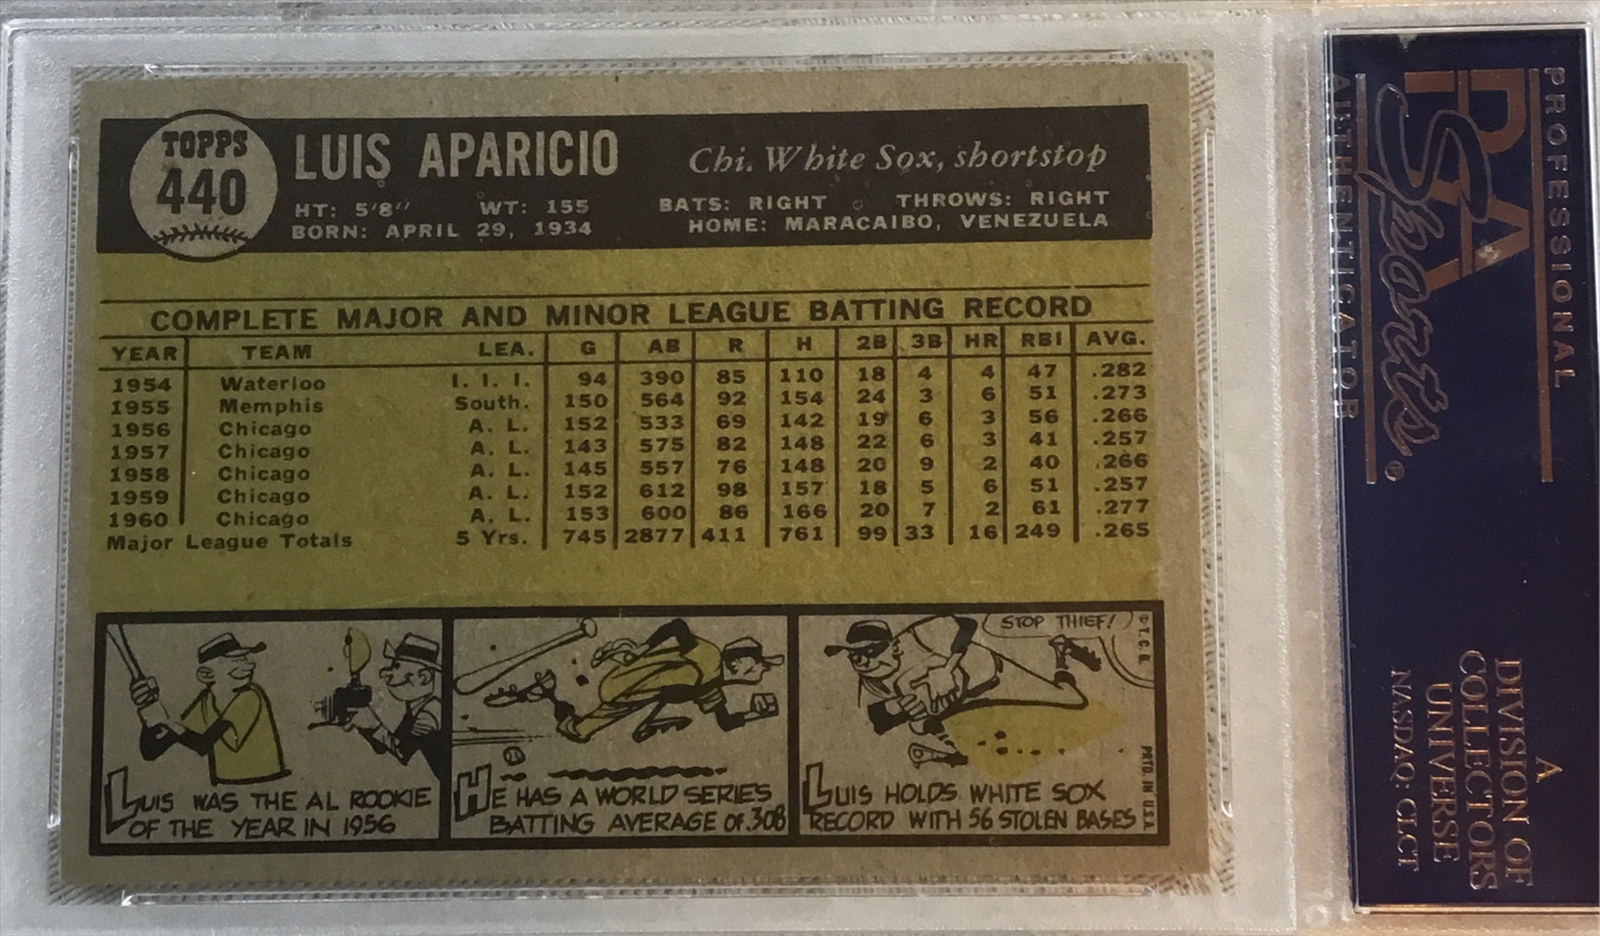 TOPPS
440
LUIS APARICIO
Chi. White Sox, shortstop
HT: 5'8" WT: 155 BATS: RIGHT THROWS: RIGHT
BORN: APRIL 29, 1934 HOME: MARACAIBO, VENEZUELA
COMPLETE MAJOR AND MINOR LEAGUE BATTING RECORD
YEAR TEAM LEA. G AB R H 2B 3B HR RBI AVG.
1954 Waterloo I. I. I. 94 390 85 110 18 4 4 47 .282
1955 Memphis South. 150 564 92 154 24 3 6 51 .273
1956 Chicago A. L. 152 533 69 142 19 6 3 56 .266
1957 Chicago A. L. 143 575 82 148 22 6 3 41 .257
1958 Chicago A. L. 145 557 76 148 20 9 2 40 .266
1959 Chicago A. L. 152 612 98 157 18 5 6 51 .257
1960 Chicago A. L. 153 600 86 166 20 7 2 61 .277
Major League Totals 5 Yrs. 745 2877 411 761 99 33 16 249 .265
LUIS WAS THE AL ROOKIE
OF THE YEAR IN 1956
HE HAS A WORLD SERIES
BATTING AVERAGE OF .308
STOP THIEF!
LUIS HOLDS WHITE SOX
RECORD WITH 56 STOLEN BASES
© T. C. G.
PRTD. IN U.S.A.
PROFESSIONAL
PSA
Sports®
AUTHENTICATOR
A
DIVISION OF
COLLECTORS
UNIVERSE
NASDAQ: CLCT